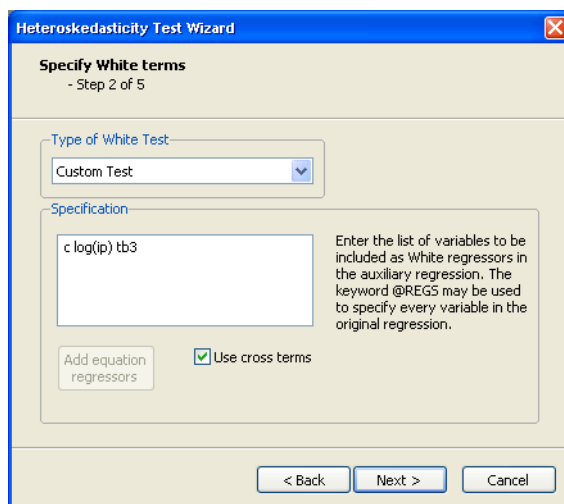 Heteroskedasticity Test Wizard
Specify White terms
- Step 2 of 5
Type of White Test
Custom Test
Specification
c log(ip) tb3
Enter the list of variables to be
included as White regressors in
the auxiliary regression. The
keyword @REGS may be used
to specify every variable in the
original regression.
Add equation
regressors
Use cross terms
< Back
Next >
Cancel